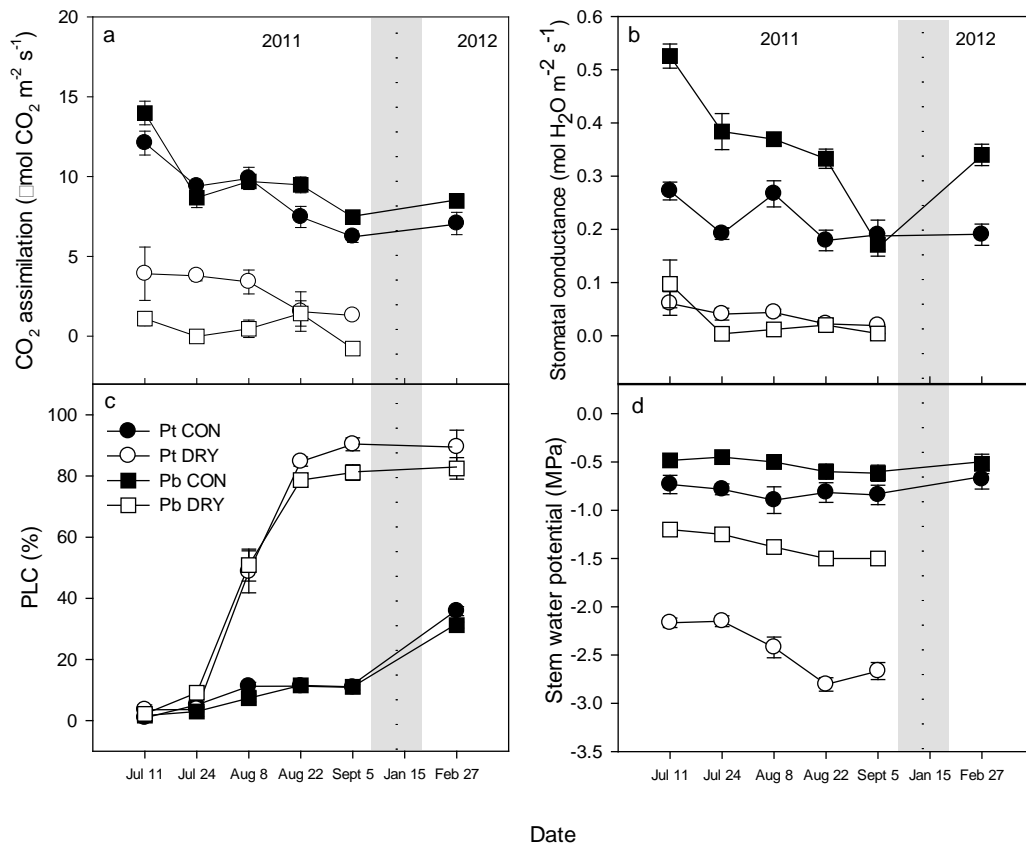 a
2011
2012
CO2 assimilation (□mol CO2 m-2 s-1)
20
15
10
5
0
b
2011
2012
Stomatal conductance (mol H2O m-2 s-1)
0.6
0.5
0.4
0.3
0.2
0.1
0.0
c
Pt CON
Pt DRY
Pb CON
Pb DRY
PLC (%)
100
80
60
40
20
0
Jul 11 Jul 24 Aug 8 Aug 22 Sept 5 Jan 15 Feb 27
d
Stem water potential (MPa)
0.0
-0.5
-1.0
-1.5
-2.0
-2.5
-3.0
-3.5
Jul 11 Jul 24 Aug 8 Aug 22 Sept 5 Jan 15 Feb 27
Date